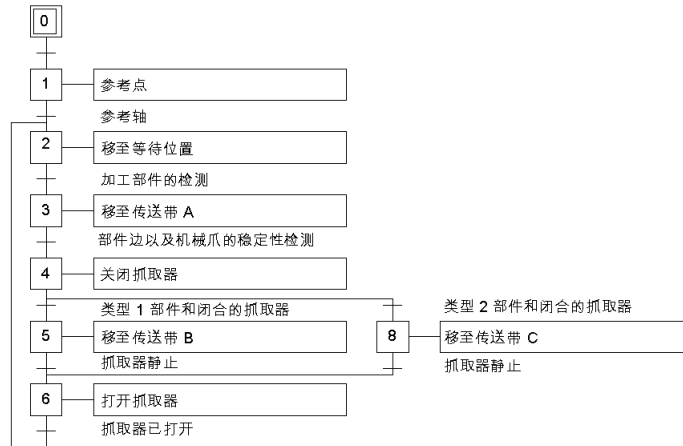 0
1 参考点
参考轴
2 移至等待位置
加工部件的检测
3 移至传送带 A
部件边以及机械爪的稳定性检测
4 关闭抓取器
类型 1 部件和闭合的抓取器
类型 2 部件和闭合的抓取器
5 移至传送带 B
8 移至传送带 C
抓取器静止
抓取器静止
6 打开抓取器
抓取器已打开